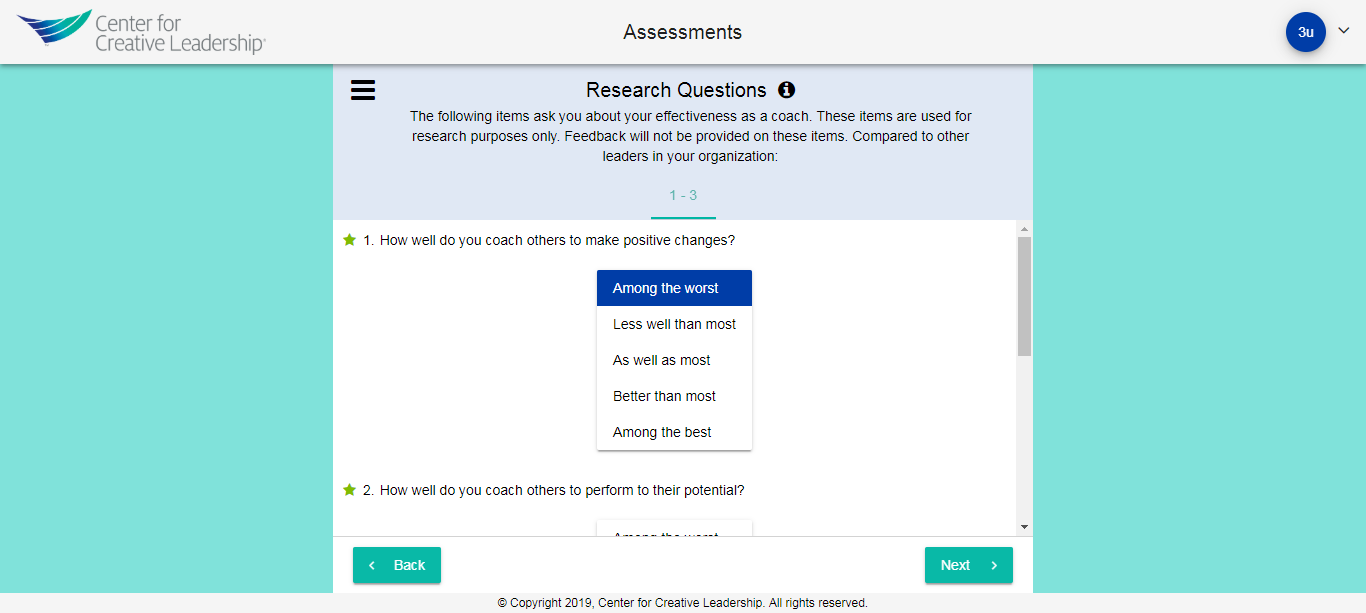 Center for
Creative Leadership®
Assessments
3u
Research Questions
The following items ask you about your effectiveness as a coach. These items are used for
research purposes only. Feedback will not be provided on these items. Compared to other
leaders in your organization:
1 - 3
1. How well do you coach others to make positive changes?
Among the worst
Less well than most
As well as most
Better than most
Among the best
2. How well do you coach others to perform to their potential?
Among the worst
Back
Next
© Copyright 2019, Center for Creative Leadership. All rights reserved.